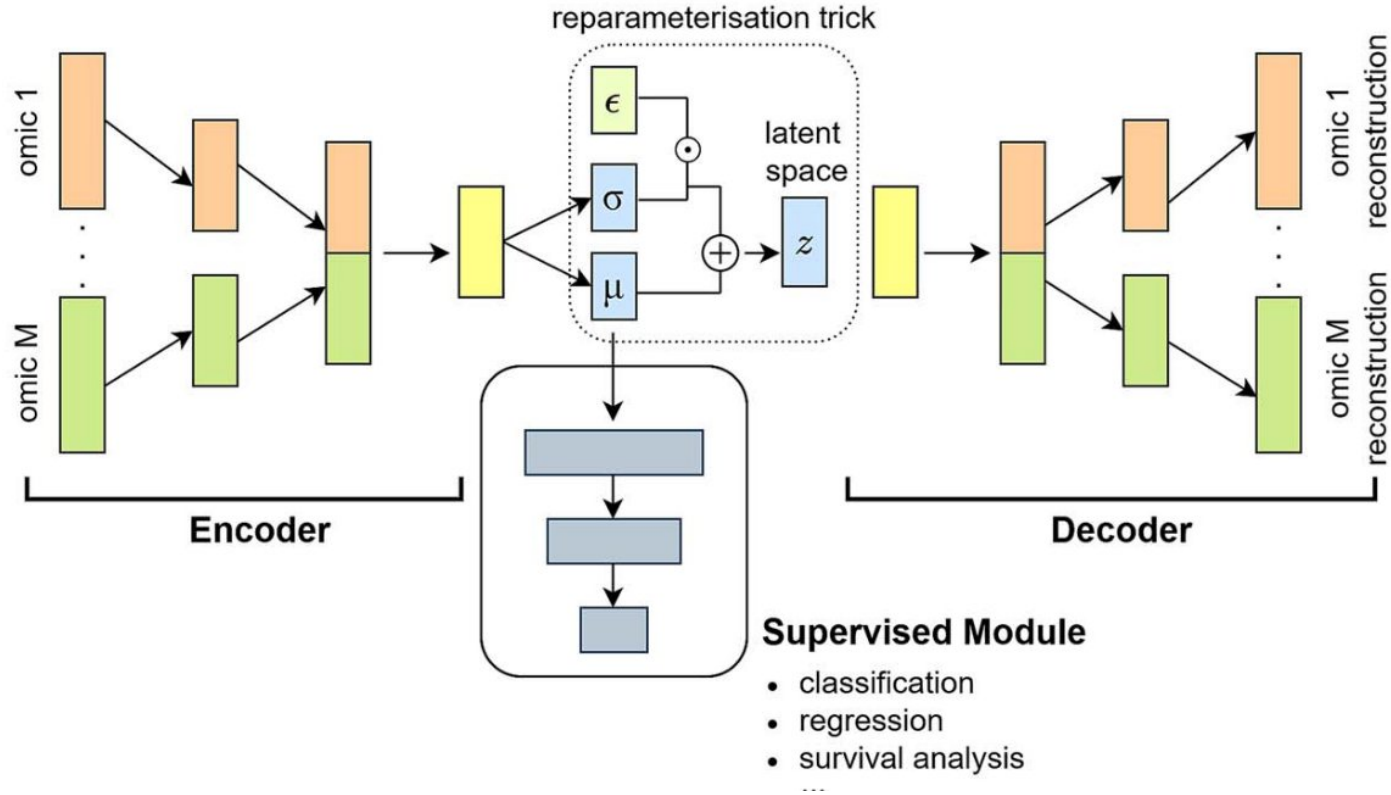 reparameterisation trick
omic 1
omic M
ϵ
σ
μ
latent
space
z
omic 1
reconstruction
omic M
reconstruction
Encoder
Decoder
Supervised Module
• classification
• regression
• survival analysis
...